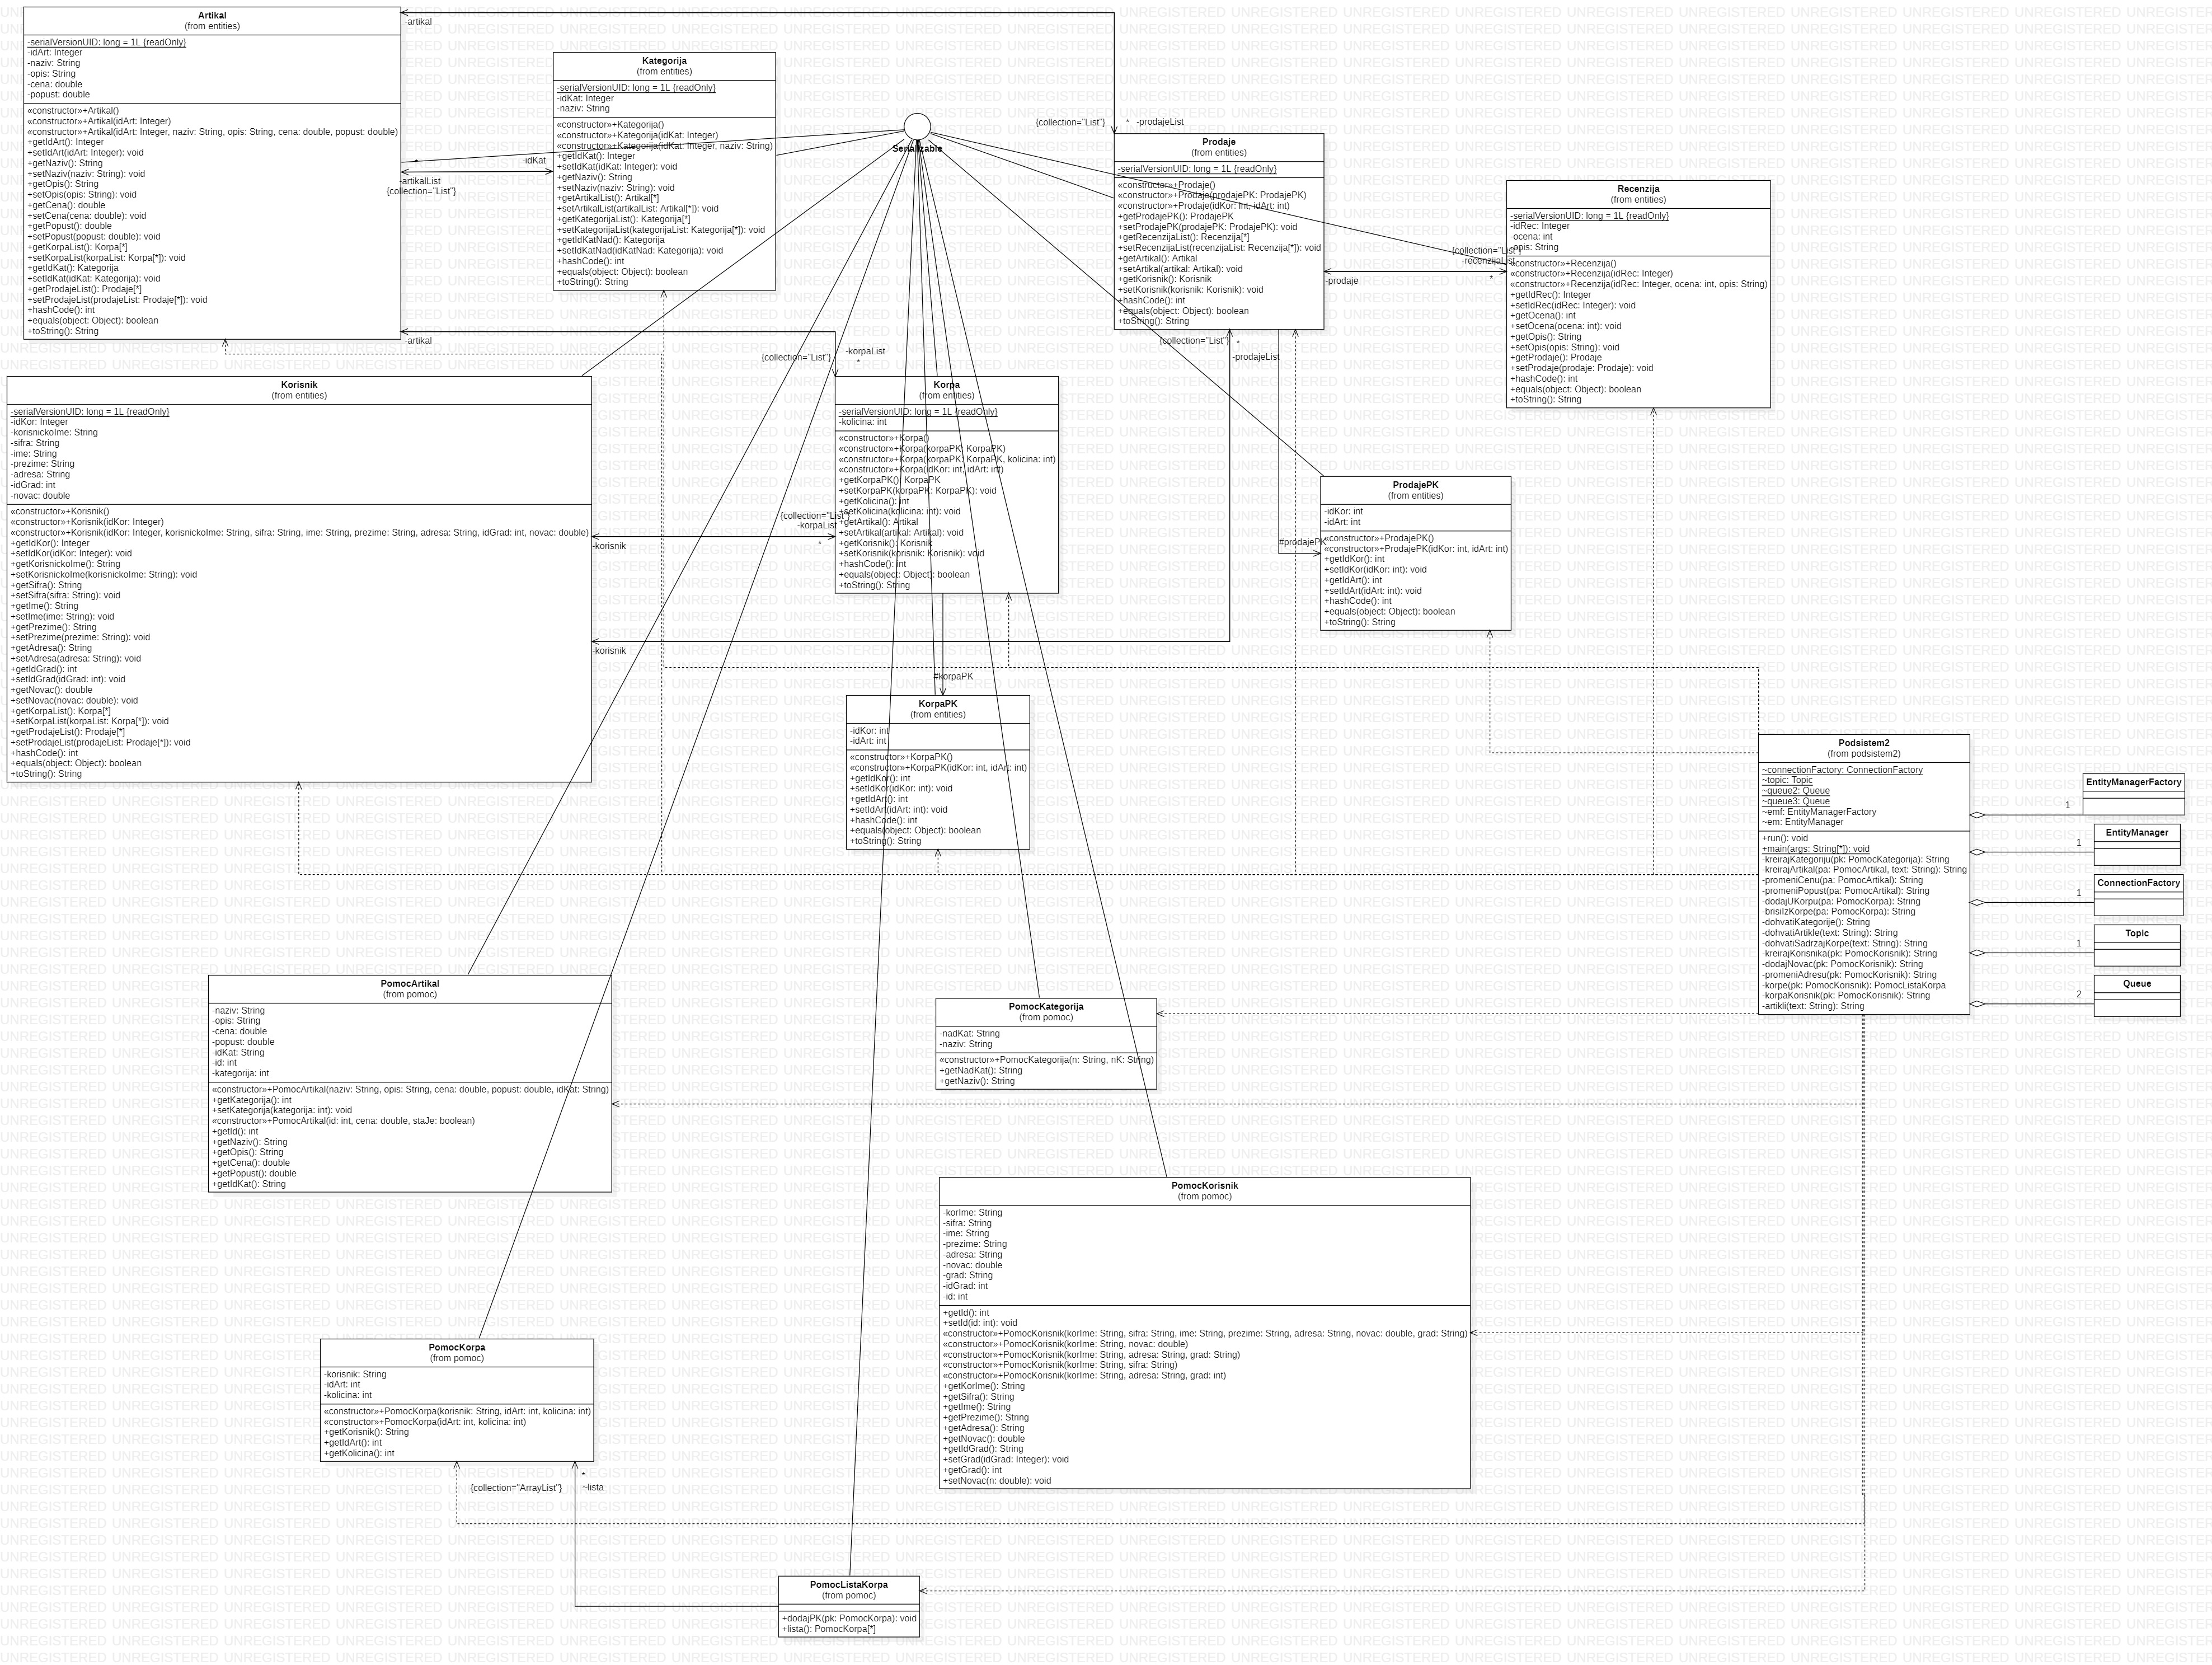 Artikal
(from entities)
-serialVersionUID: long = 1L {readOnly}
-idArt: Integer
-naziv: String
-opis: String
-cena: double
-popust: double
«constructor»+Artikal()
«constructor»+Artikal(idArt: Integer)
«constructor»+Artikal(idArt: Integer, naziv: String, opis: String, cena: double, popust: double)
+getIdArt(): Integer
+setIdArt(idArt: Integer): void
+getNaziv(): String
+setNaziv(naziv: String): void
+getOpis(): String
+setOpis(opis: String): void
+getCena(): double
+setCena(cena: double): void
+getPopust(): double
+setPopust(popust: double): void
+getKorpaList(): Korpa[*]
+setKorpaList(korpaList: Korpa[*]): void
+getIdKat(): Kategorija
+setIdKat(idKat: Kategorija): void
+getProdajeList(): Prodaje[*]
+setProdajeList(prodajeList: Prodaje[*]): void
+hashCode(): int
+equals(object: Object): boolean
+toString(): String
-artikal
Kategorija
(from entities)
-serialVersionUID: long = 1L {readOnly}
-idKat: Integer
-naziv: String
«constructor»+Kategorija()
«constructor»+Kategorija(idKat: Integer)
«constructor»+Kategorija(idKat: Integer, naziv: String)
+getIdKat(): Integer
+setIdKat(idKat: Integer): void
+getNaziv(): String
+setNaziv(naziv: String): void
+getArtikalList(): Artikal[*]
+setArtikalList(artikalList: Artikal[*]): void
+getKategorijaList(): Kategorija[*]
+setKategorijaList(kategorijaList: Kategorija[*]): void
+getIdKatNad(): Kategorija
+setIdKatNad(idKatNad: Kategorija): void
+hashCode(): int
+equals(object: Object): boolean
+toString(): String
*
-idKat
-artikalList
{collection="List"}
Serializable
{collection="List"}
*
-prodajeList
Prodaje
(from entities)
-serialVersionUID: long = 1L {readOnly}
«constructor»+Prodaje()
«constructor»+Prodaje(prodajePK: ProdajePK)
«constructor»+Prodaje(idKor: int, idArt: int)
+getProdajePK(): ProdajePK
+setProdajePK(prodajePK: ProdajePK): void
+getRecenzijaList(): Recenzija[*]
+setRecenzijaList(recenzijaList: Recenzija[*]): void
+getArtikal(): Artikal
+setArtikal(artikal: Artikal): void
+getKorisnik(): Korisnik
+setKorisnik(korisnik: Korisnik): void
+hashCode(): int
+equals(object: Object): boolean
+toString(): String
Recenzija
(from entities)
-serialVersionUID: long = 1L {readOnly}
-idRec: Integer
-ocena: int
-opis: String
«constructor»+Recenzija()
«constructor»+Recenzija(idRec: Integer)
«constructor»+Recenzija(idRec: Integer, ocena: int, opis: String)
+getIdRec(): Integer
+setIdRec(idRec: Integer): void
+getOcena(): int
+setOcena(ocena: int): void
+getOpis(): String
+setOpis(opis: String): void
+getProdaje(): Prodaje
+setProdaje(prodaje: Prodaje): void
+hashCode(): int
+equals(object: Object): boolean
+toString(): String
{collection="List"}
-recenzijaList
*
-prodaje
-artikal
{collection="List"}
-korpaList
*
{collection="List"}
*
-prodajeList
Korisnik
(from entities)
-serialVersionUID: long = 1L {readOnly}
-idKor: Integer
-korisnickoIme: String
-sifra: String
-ime: String
-prezime: String
-adresa: String
-idGrad: int
-novac: double
«constructor»+Korisnik()
«constructor»+Korisnik(idKor: Integer)
«constructor»+Korisnik(idKor: Integer, korisnickoIme: String, sifra: String, ime: String, prezime: String, adresa: String, idGrad: int, novac: double)
+getIdKor(): Integer
+setIdKor(idKor: Integer): void
+getKorisnickoIme(): String
+setKorisnickoIme(korisnickoIme: String): void
+getSifra(): String
+setSifra(sifra: String): void
+getIme(): String
+setIme(ime: String): void
+getPrezime(): String
+setPrezime(prezime: String): void
+getAdresa(): String
+setAdresa(adresa: String): void
+getIdGrad(): int
+setIdGrad(idGrad: int): void
+getNovac(): double
+setNovac(novac: double): void
+getKorpaList(): Korpa[*]
+setKorpaList(korpaList: Korpa[*]): void
+getProdajeList(): Prodaje[*]
+setProdajeList(prodajeList: Prodaje[*]): void
+hashCode(): int
+equals(object: Object): boolean
+toString(): String
Korpa
(from entities)
-serialVersionUID: long = 1L {readOnly}
-kolicina: int
«constructor»+Korpa()
«constructor»+Korpa(korpaPK: KorpaPK)
«constructor»+Korpa(korpaPK: KorpaPK, kolicina: int)
«constructor»+Korpa(idKor: int, idArt: int)
+getKorpaPK(): KorpaPK
+setKorpaPK(korpaPK: KorpaPK): void
+getKolicina(): int
+setKolicina(kolicina: int): void
+getArtikal(): Artikal
+setArtikal(artikal: Artikal): void
+getKorisnik(): Korisnik
+setKorisnik(korisnik: Korisnik): void
+hashCode(): int
+equals(object: Object): boolean
+toString(): String
{collection="List"}
-korpaList
*
-korisnik
-korisnik
ProdajePK
(from entities)
-idKor: int
-idArt: int
«constructor»+ProdajePK()
«constructor»+ProdajePK(idKor: int, idArt: int)
+getIdKor(): int
+setIdKor(idKor: int): void
+getIdArt(): int
+setIdArt(idArt: int): void
+hashCode(): int
+equals(object: Object): boolean
+toString(): String
#prodajePK
#korpaPK
KorpaPK
(from entities)
-idKor: int
-idArt: int
«constructor»+KorpaPK()
«constructor»+KorpaPK(idKor: int, idArt: int)
+getIdKor(): int
+setIdKor(idKor: int): void
+getIdArt(): int
+setIdArt(idArt: int): void
+hashCode(): int
+equals(object: Object): boolean
+toString(): String
Podsistem2
(from podsistem2)
~connectionFactory: ConnectionFactory
~topic: Topic
~queue2: Queue
~queue3: Queue
~emf: EntityManagerFactory
~em: EntityManager
+run(): void
+main(args: String[*]): void
-kreirajKategoriju(pk: PomocKategorija): String
-kreirajArtikal(pa: PomocArtikal, text: String): String
-promeniCenu(pa: PomocArtikal): String
-promeniPopust(pa: PomocArtikal): String
-dodajUKorpu(pa: PomocKorpa): String
-brisiIzKorpe(pa: PomocKorpa): String
-dohvatiKategorije(): String
-dohvatiArtikle(text: String): String
-dohvatiSadrzajKorpe(text: String): String
-kreirajKorisnika(pk: PomocKorisnik): String
-dodajNovac(pk: PomocKorisnik): String
-promeniAdresu(pk: PomocKorisnik): String
-korpe(pk: PomocKorisnik): PomocListaKorpa
-korpaKorisnik(pk: PomocKorisnik): String
-artikli(text: String): String
EntityManagerFactory
1
EntityManager
1
ConnectionFactory
1
Topic
1
Queue
2
PomocArtikal
(from pomoc)
-naziv: String
-opis: String
-cena: double
-popust: double
-idKat: String
-id: int
-kategorija: int
«constructor»+PomocArtikal(naziv: String, opis: String, cena: double, popust: double, idKat: String)
+getKategorija(): int
+setKategorija(kategorija: int): void
«constructor»+PomocArtikal(id: int, cena: double, staJe: boolean)
+getId(): int
+getNaziv(): String
+getOpis(): String
+getCena(): double
+getPopust(): double
+getIdKat(): String
PomocKategorija
(from pomoc)
-nadKat: String
-naziv: String
«constructor»+PomocKategorija(n: String, nK: String)
+getNadKat(): String
+getNaziv(): String
PomocKorisnik
(from pomoc)
-korIme: String
-sifra: String
-ime: String
-prezime: String
-adresa: String
-novac: double
-grad: String
-idGrad: int
-id: int
+getId(): int
+setId(id: int): void
«constructor»+PomocKorisnik(korIme: String, sifra: String, ime: String, prezime: String, adresa: String, novac: double, grad: String)
«constructor»+PomocKorisnik(korIme: String, novac: double)
«constructor»+PomocKorisnik(korIme: String, adresa: String, grad: String)
«constructor»+PomocKorisnik(korIme: String, sifra: String)
«constructor»+PomocKorisnik(korIme: String, adresa: String, grad: int)
+getKorIme(): String
+getSifra(): String
+getIme(): String
+getPrezime(): String
+getAdresa(): String
+getNovac(): double
+getIdGrad(): String
+setGrad(idGrad: Integer): void
+getGrad(): int
+setNovac(n: double): void
PomocKorpa
(from pomoc)
-korisnik: String
-idArt: int
-kolicina: int
«constructor»+PomocKorpa(korisnik: String, idArt: int, kolicina: int)
«constructor»+PomocKorpa(idArt: int, kolicina: int)
+getKorisnik(): String
+getIdArt(): int
+getKolicina(): int
*
{collection="ArrayList"}
~lista
PomocListaKorpa
(from pomoc)
+dodajPK(pk: PomocKorpa): void
+lista(): PomocKorpa[*]